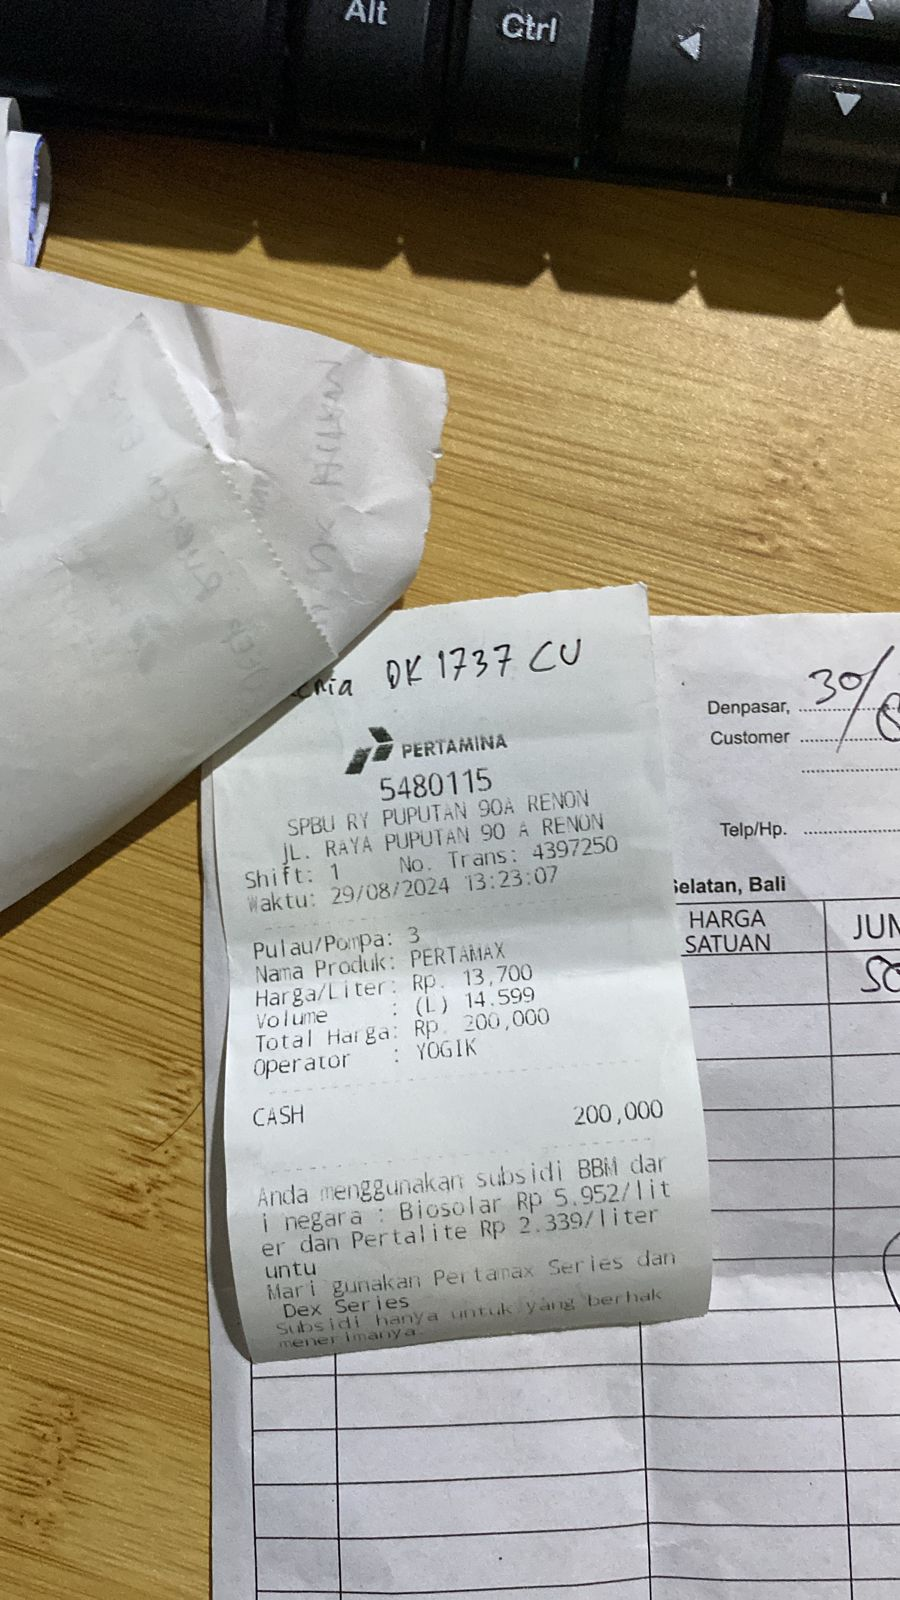 Alt
Ctrl
DK 1737 CU
PERTAMINA
5480115
SPBU RY PUPUTAN 90A RENON
JL. RAYA PUPUTAN 90 A RENON
Shift: 1 No. Trans: 4397250
Waktu: 29/08/2024 13:23:07
Pulau/Pompa: 3
Nama Produk: PERTAMAX
Harga/Liter: Rp. 13,700
Volume : (L) 14.599
Total Harga: Rp. 200,000
Operator : YOGIK
CASH 200,000
Anda menggunakan subsidi BBM dar
i negara : Biosolar Rp 5.952/lit
er dan Pertalite Rp 2.339/liter
untu
Mari gunakan Pertamax Series dan
Dex Series
Subsidi hanya untuk yang berhak
menerimanya.
Denpasar, 30/
Customer
Telp/Hp.
Selatan, Bali
HARGA
SATUAN
JUM